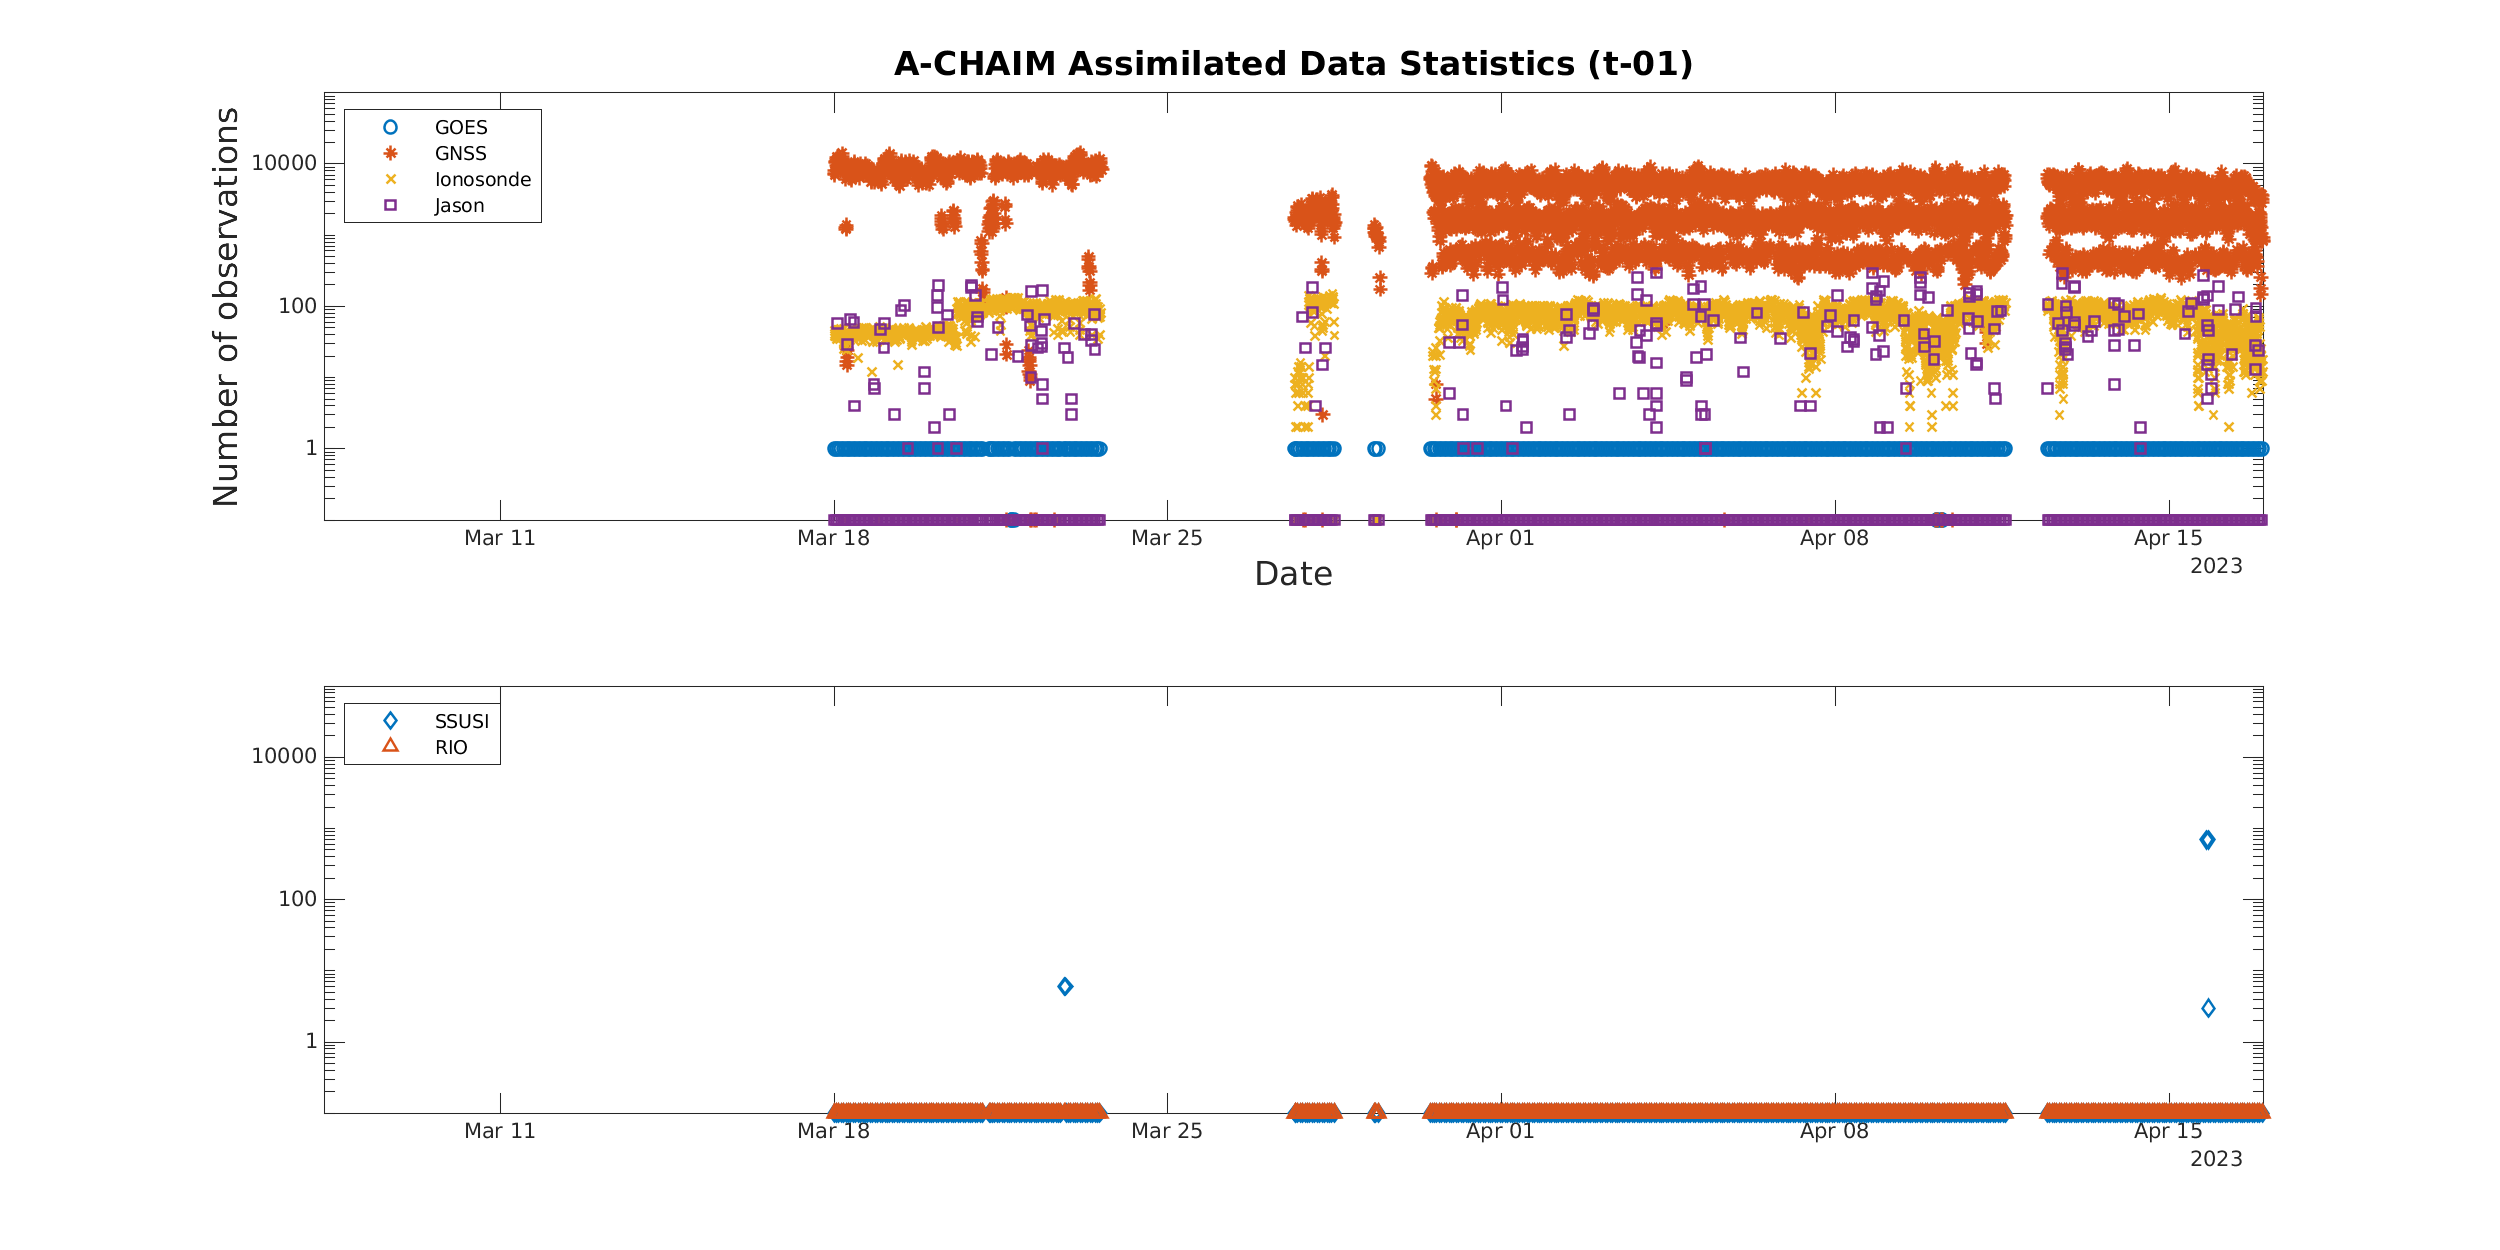 A-CHAIM Assimilated Data Statistics (t-01)
Number of observations
GOES
GNSS
Ionosonde
Jason
10000
100
1
Mar 11
Mar 18
Mar 25
Apr 01
Apr 08
Apr 15
2023
Date
SSUSI
RIO
10000
100
1
Mar 11
Mar 18
Mar 25
Apr 01
Apr 08
Apr 15
2023